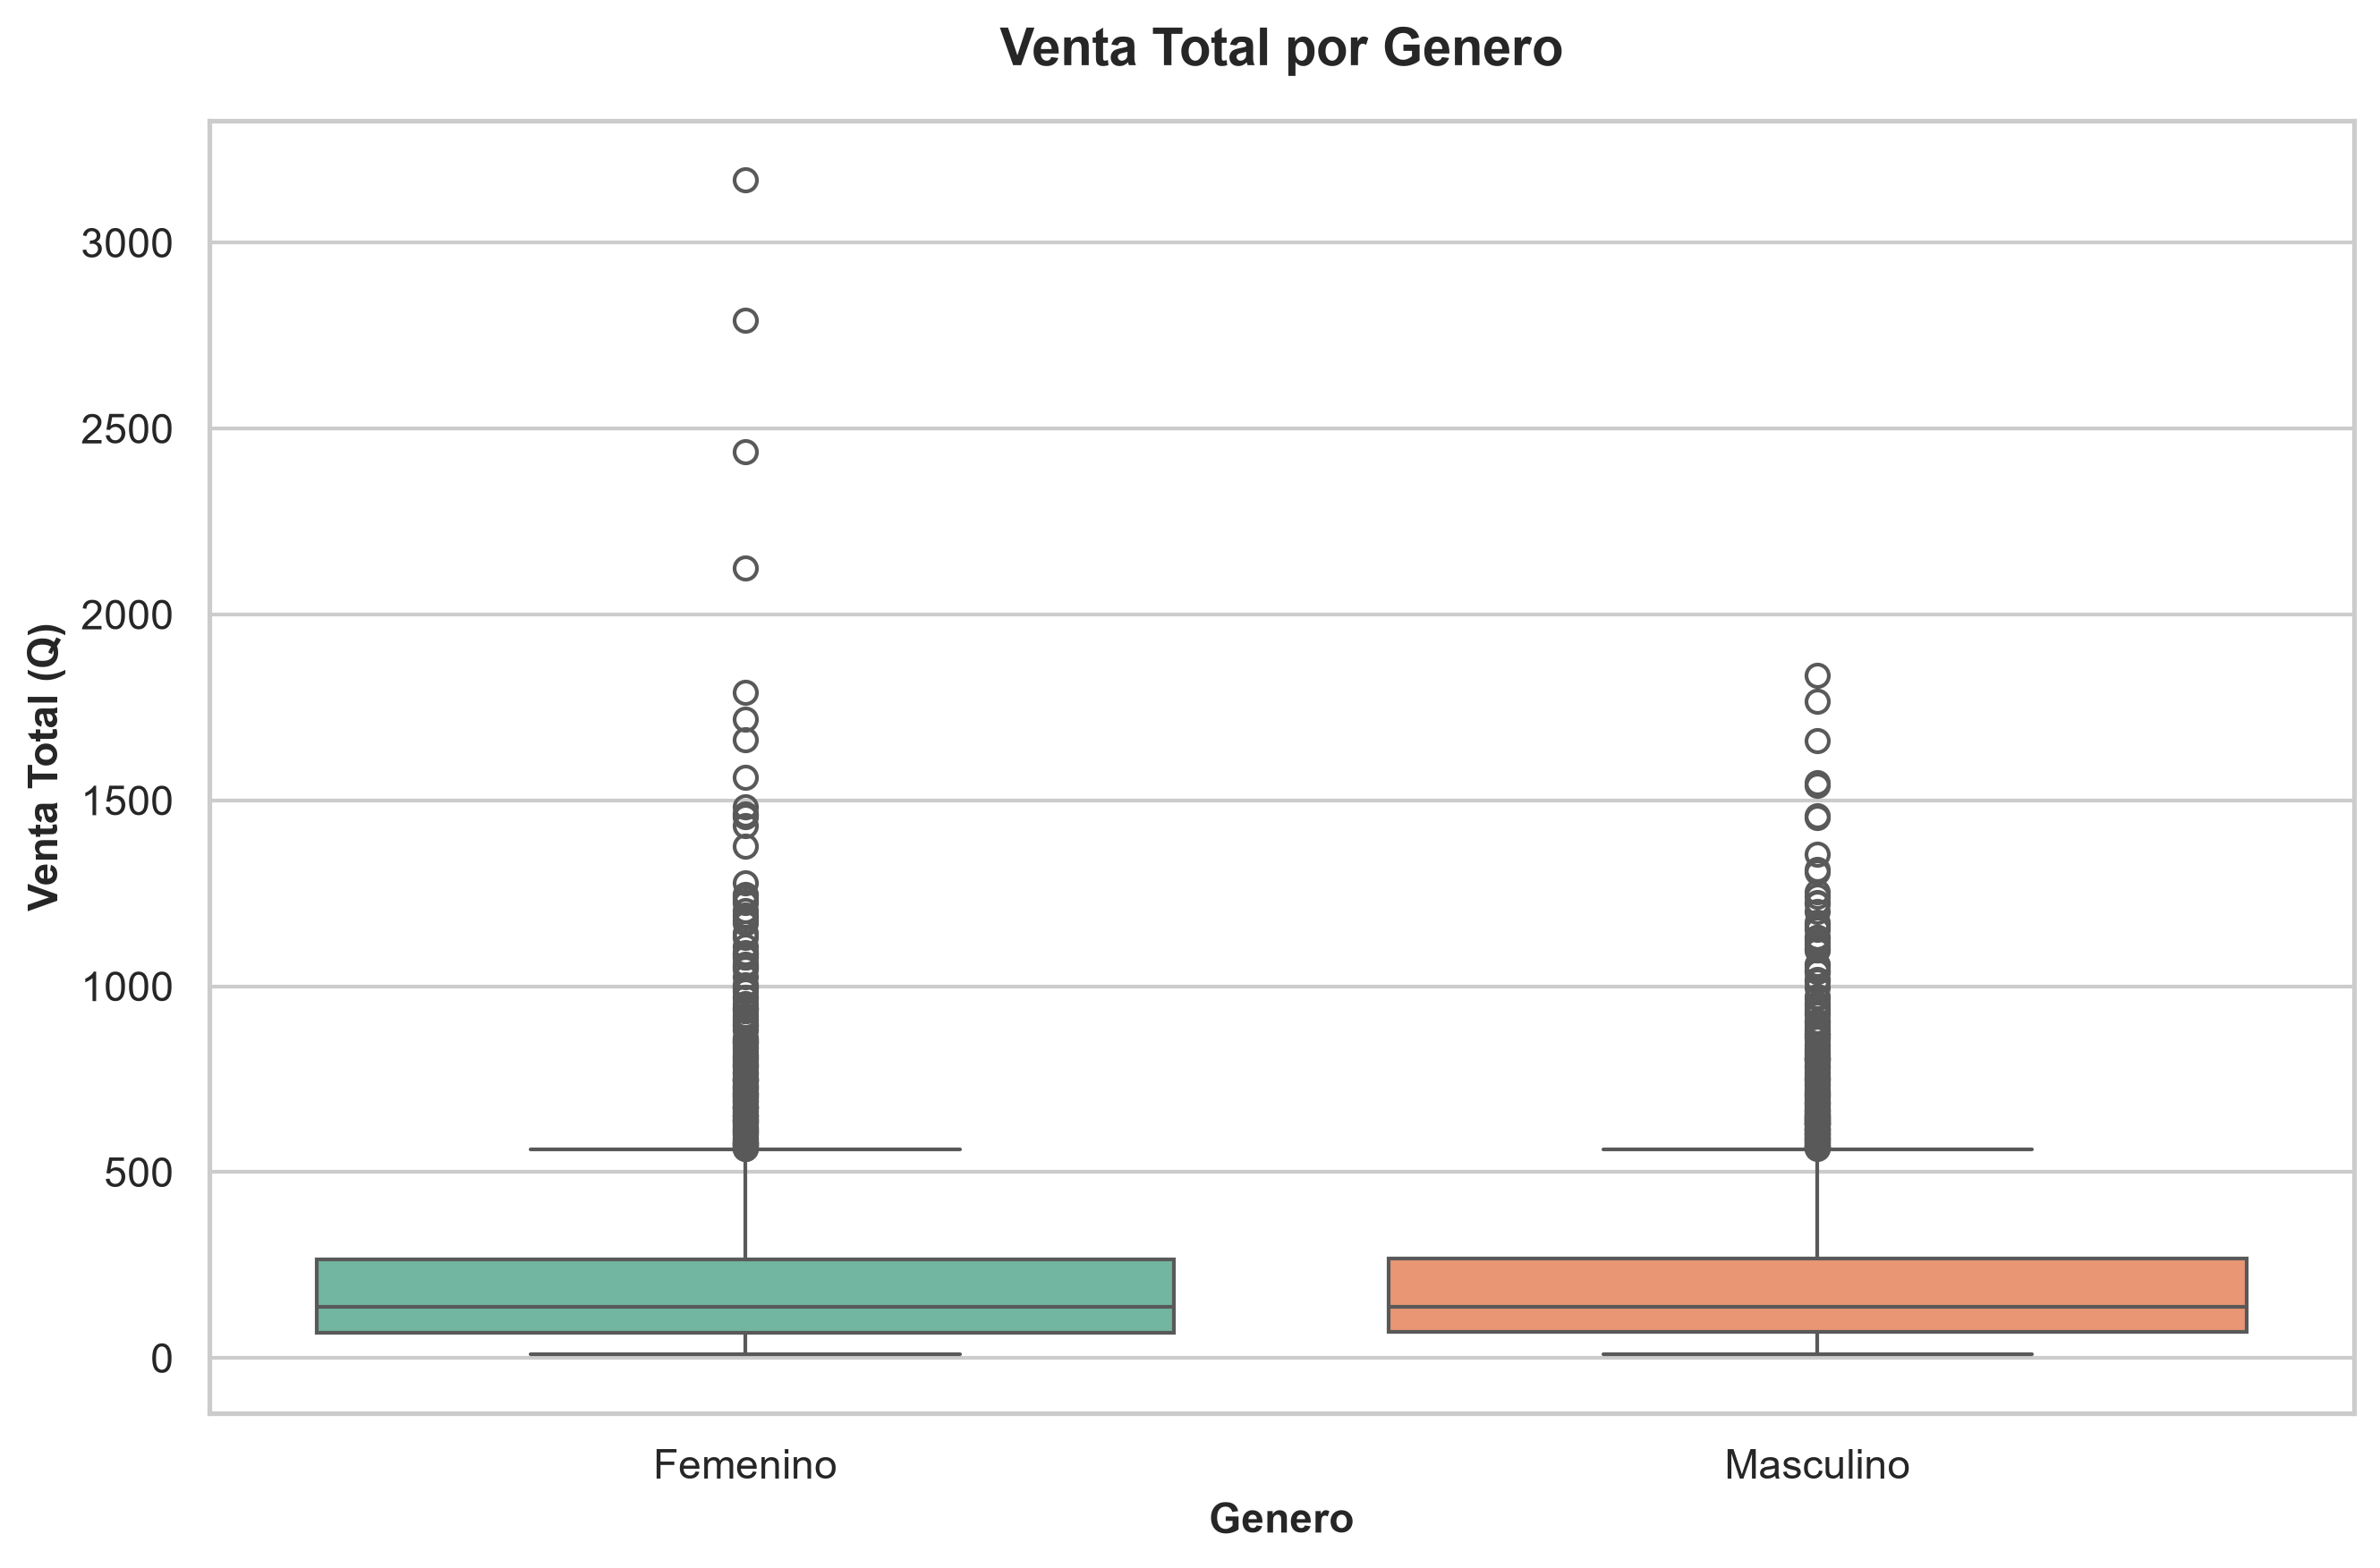 Venta Total por Genero
Venta Total (Q)
3000
2500
2000
1500
1000
500
0
Femenino
Masculino
Genero